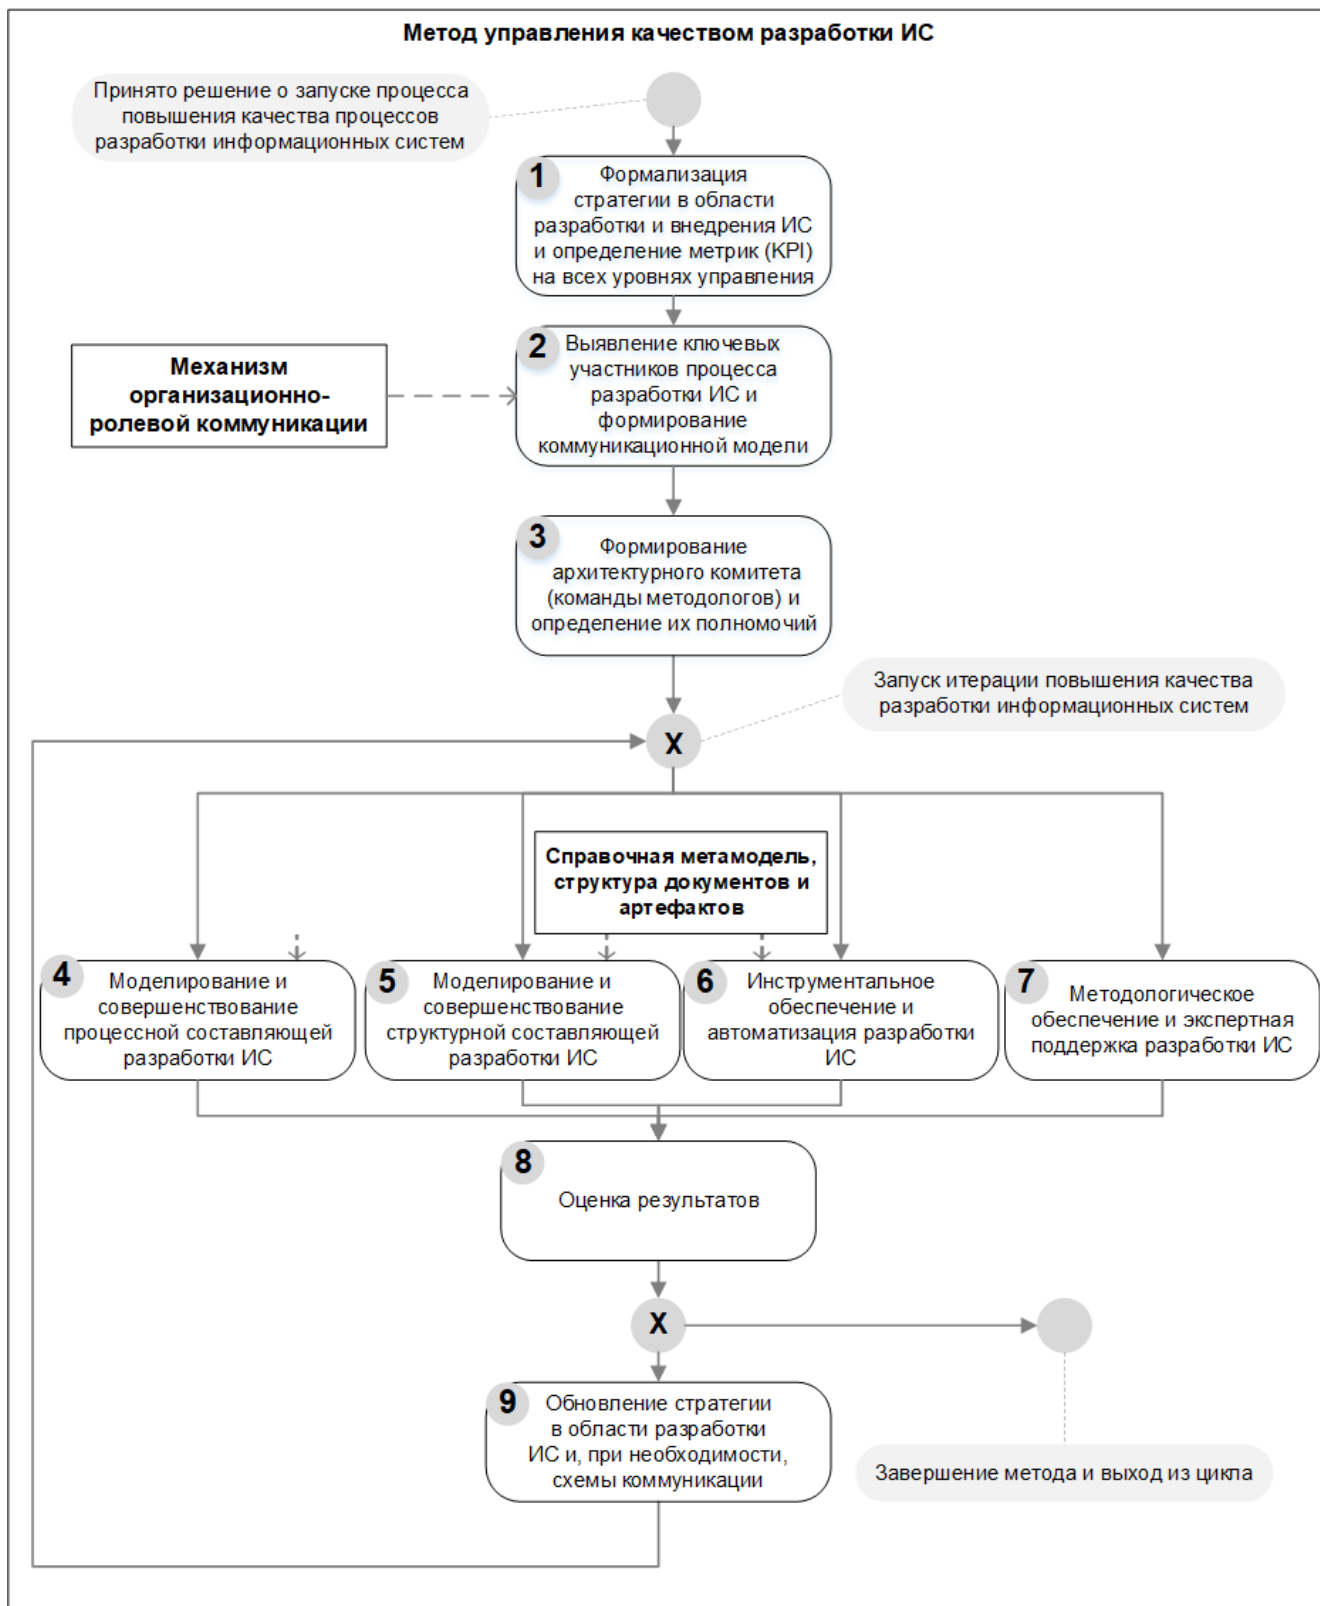 Метод управления качеством разработки ИС
Принято решение о запуске процесса
повышения качества процессов
разработки информационных систем
1
Формализация
стратегии в области
разработки и внедрения ИС
и определение метрик (KPI)
на всех уровнях управления
Механизм
организационно-
ролевой коммуникации
2
Выявление ключевых
участников процесса
разработки ИС и
формирование
коммуникационной модели
3
Формирование
архитектурного комитета
(команды методологов) и
определение их полномочий
Запуск итерации повышения качества
разработки информационных систем
X
Справочная метамодель,
структура документов и
артефактов
4
Моделирование и
совершенствование
процессной составляющей
разработки ИС
5
Моделирование и
совершенствование
структурной составляющей
разработки ИС
6
Инструментальное
обеспечение и
автоматизация разработки
ИС
7
Методологическое
обеспечение и экспертная
поддержка разработки ИС
8
Оценка результатов
X
9
Обновление стратегии
в области разработки
ИС и, при необходимости,
схемы коммуникации
Завершение метода и выход из цикла